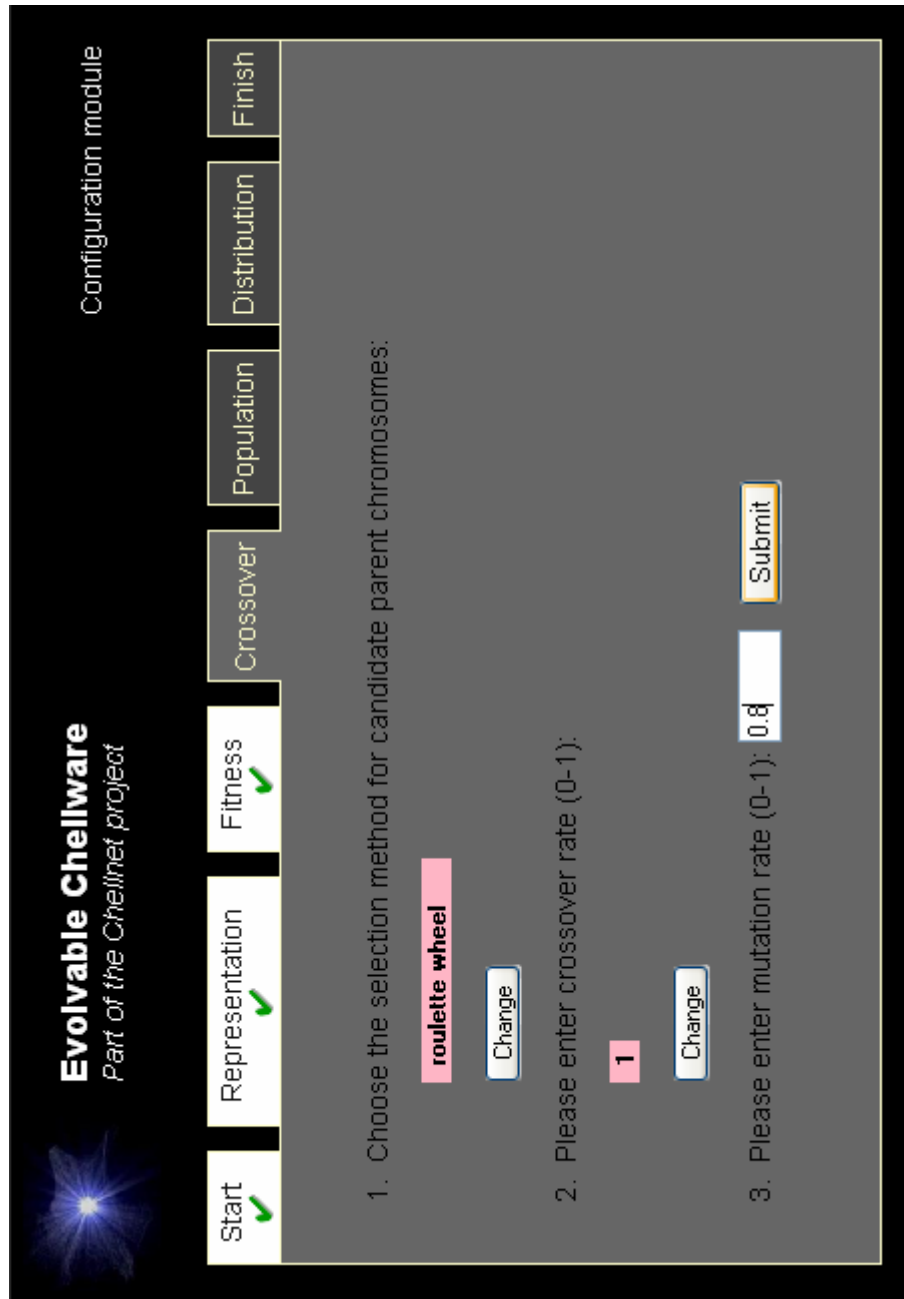 Evolvable Chellware
Part of the Chellnet project
Configuration module
Start
Representation
Fitness
Crossover
Population
Distribution
Finish
1. Choose the selection method for candidate parent chromosomes:
roulette wheel
Change
2. Please enter crossover rate (0-1):
1
Change
3. Please enter mutation rate (0-1): 0.8 Submit